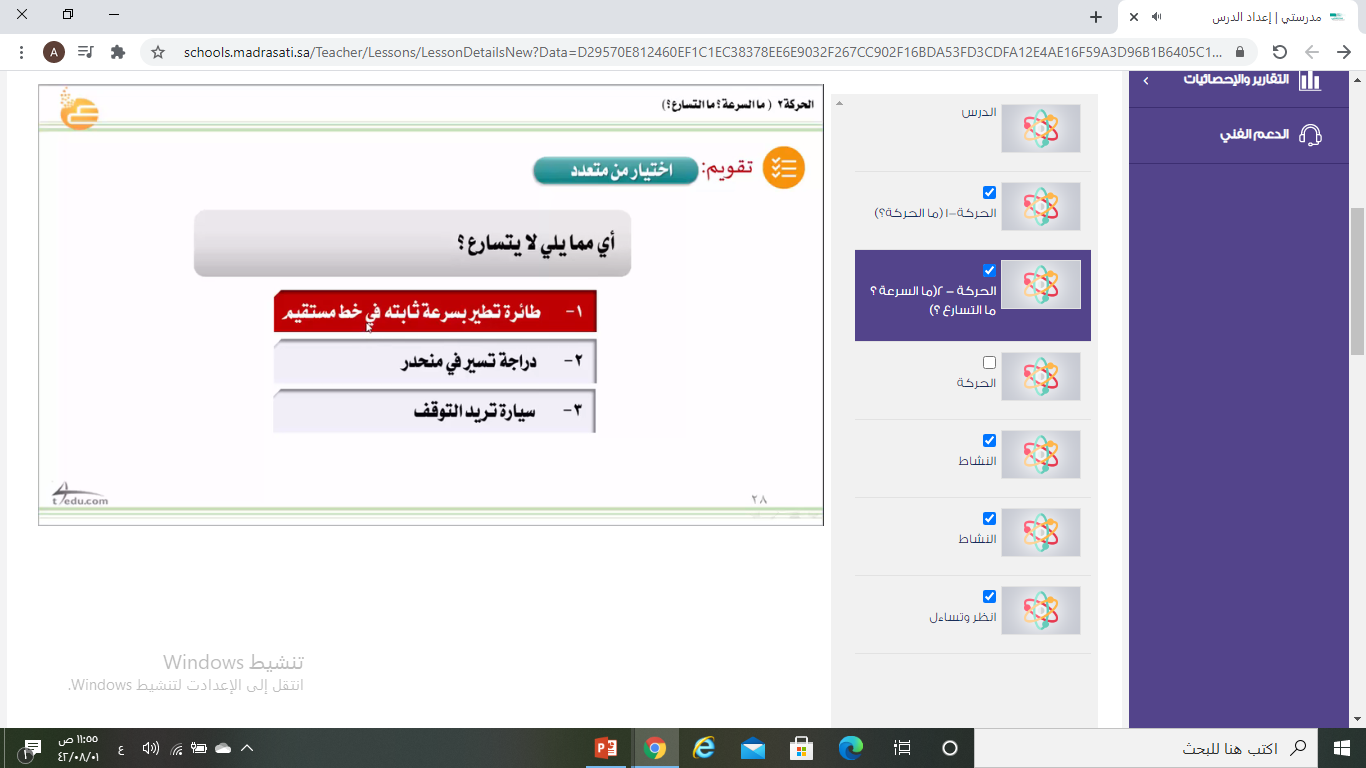 مدرستي | إعداد الدرس
schools.madrasati.sa/Teacher/Lessons/LessonDetailsNew?Data=D29570E812460EF1C1EC38378EE6E9032F267CC902F16BDA53FD3CDFA12E4AE16F59A3D96B1B6405C1...
A
التقارير والإحصائيات
الدعم الفني
الدرس
الحركة-١ (ما الحركة؟)
الحركة - ٢(ما السرعة ؟
ما التسارع ؟)
الحركة
النشاط
النشاط
انظر وتساءل
الحركة٢ ( ما السرعة؟ ما التسارع؟)
تقويم: اختيار من متعدد
أي مما يلي لا يتسارع ؟
١- طائرة تطير بسرعة ثابته في خط مستقيم
٢- دراجة تسير في منحدر
٣- سيارة تريد التوقف
t4edu.com
٢٨
تنشيط Windows
انتقل إلى الإعدادت لتنشيط Windows.
اكتب هنا للبحث
ع
١١:٥٥ ص
٤٢/٠٨/٠١
١